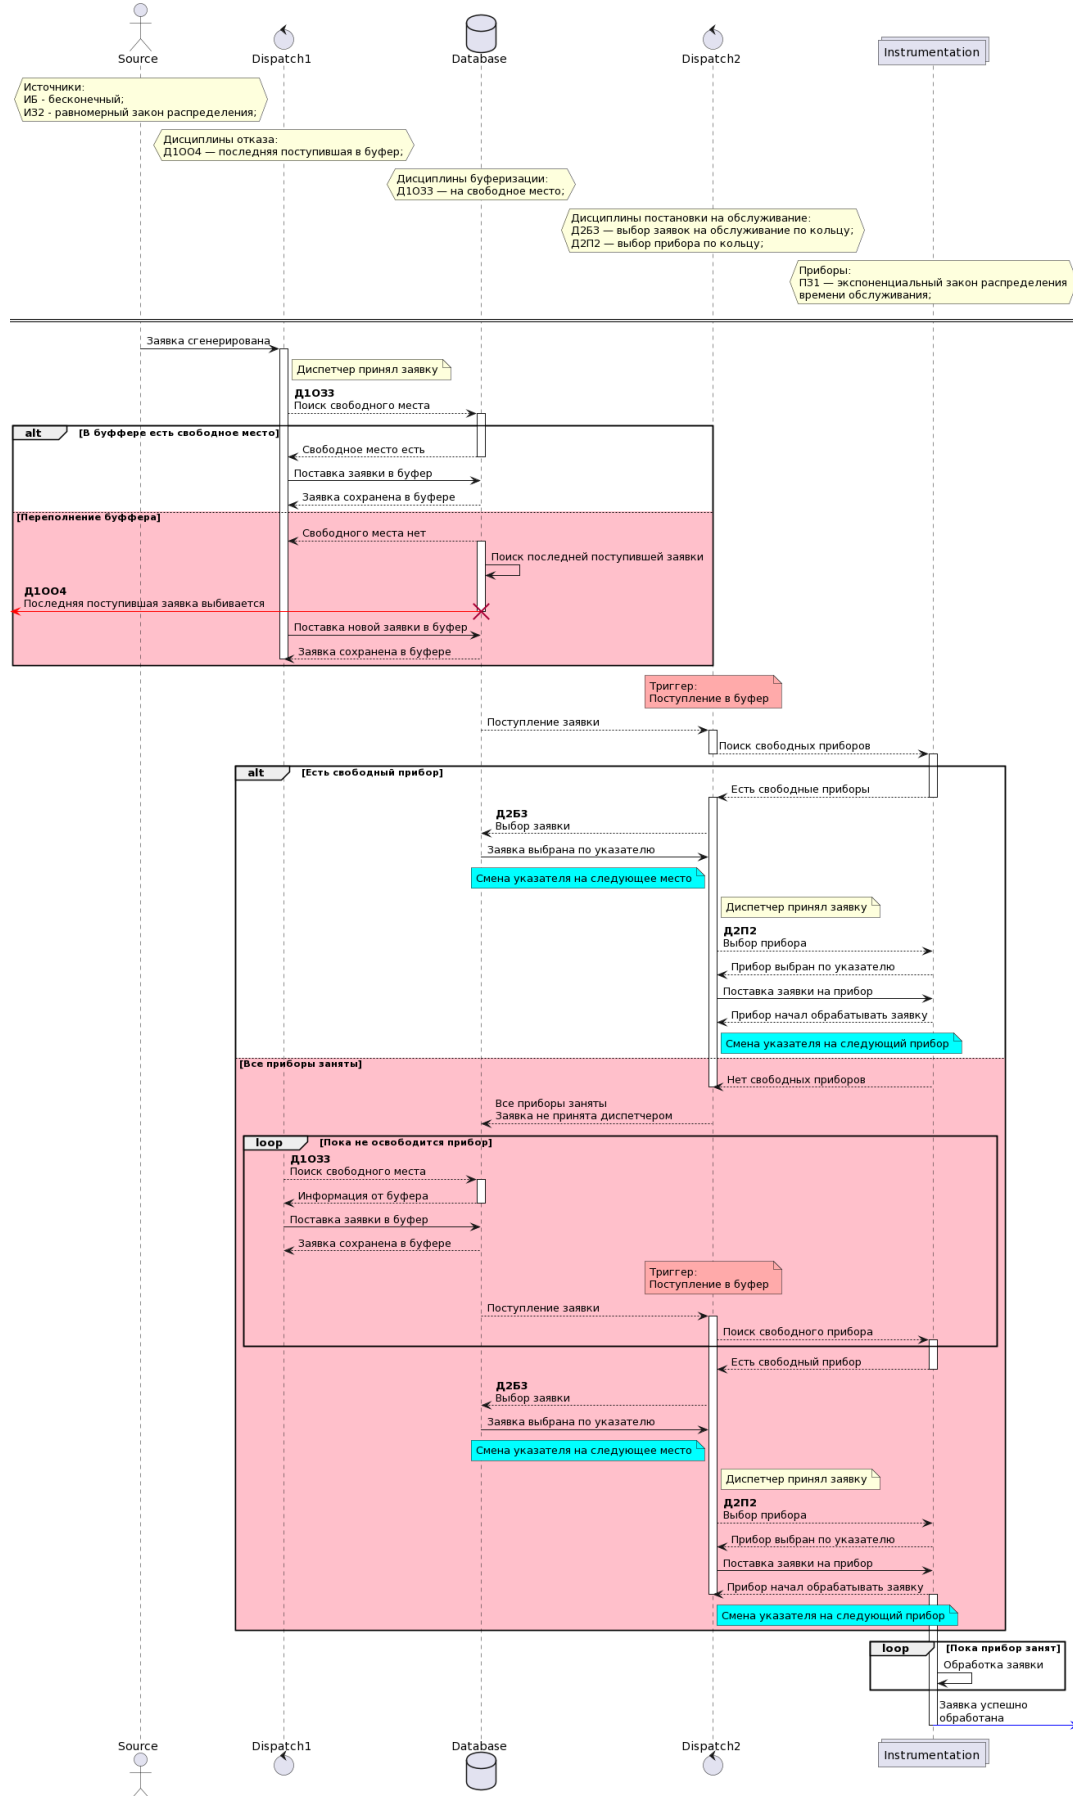 Source
Dispatch1
Database
Dispatch2
Instrumentation
Источники:
ИБ - бесконечный;
ИЗ2 - равномерный закон распределения;
Дисциплины отказа:
Д1ОО4 — последняя поступившая в буфер;
Дисциплины буферизации:
Д1ОЗ3 — на свободное место;
Дисциплины постановки на обслуживание:
Д2Б3 — выбор заявок на обслуживание по кольцу;
Д2П2 — выбор прибора по кольцу;
Приборы:
ПЗ1 — экспоненциальный закон распределения
времени обслуживания;
Заявка сгенерирована
Диспетчер принял заявку
Д1ОЗ3
Поиск свободного места
alt
[В буффере есть свободное место]
Свободное место есть
Поставка заявки в буфер
Заявка сохранена в буфере
[Переполнение буффера]
Свободного места нет
Поиск последней поступившей заявки
Д1ОО4
Последняя поступившая заявка выбивается
Поставка новой заявки в буфер
Заявка сохранена в буфере
Триггер:
Поступление в буфер
Поступление заявки
Поиск свободных приборов
alt
[Есть свободный прибор]
Есть свободные приборы
Д2Б3
Выбор заявки
Заявка выбрана по указателю
Смена указателя на следующее место
Диспетчер принял заявку
Д2П2
Выбор прибора
Прибор выбран по указателю
Поставка заявки на прибор
Прибор начал обрабатывать заявку
Смена указателя на следующий прибор
[Все приборы заняты]
Нет свободных приборов
Все приборы заняты
Заявка не принята диспетчером
loop
[Пока не освободится прибор]
Д1ОЗ3
Поиск свободного места
Информация от буфера
Поставка заявки в буфер
Заявка сохранена в буфере
Триггер:
Поступление в буфер
Поступление заявки
Поиск свободного прибора
Есть свободный прибор
Д2Б3
Выбор заявки
Заявка выбрана по указателю
Смена указателя на следующее место
Диспетчер принял заявку
Д2П2
Выбор прибора
Прибор выбран по указателю
Поставка заявки на прибор
Прибор начал обрабатывать заявку
Смена указателя на следующий прибор
loop
[Пока прибор занят]
Обработка заявки
Заявка успешно
обработана
Source
Dispatch1
Database
Dispatch2
Instrumentation